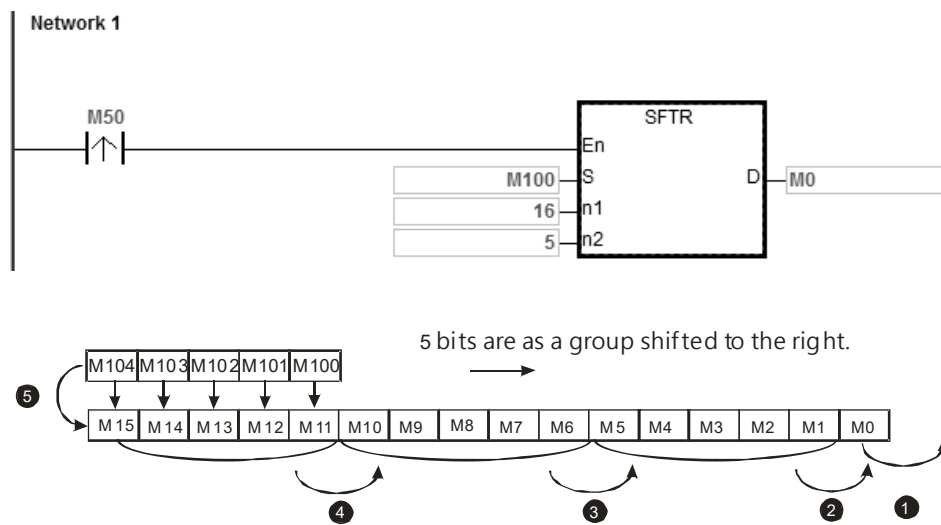 Network 1
M50
SFTR
En
M100 S D M0
16 n1
5 n2
5 bits are as a group shifted to the right.
M104 M103 M102 M101 M100
5
M15 M14 M13 M12 M11 M10 M9 M8 M7 M6 M5 M4 M3 M2 M1 M0
4 3 2 1